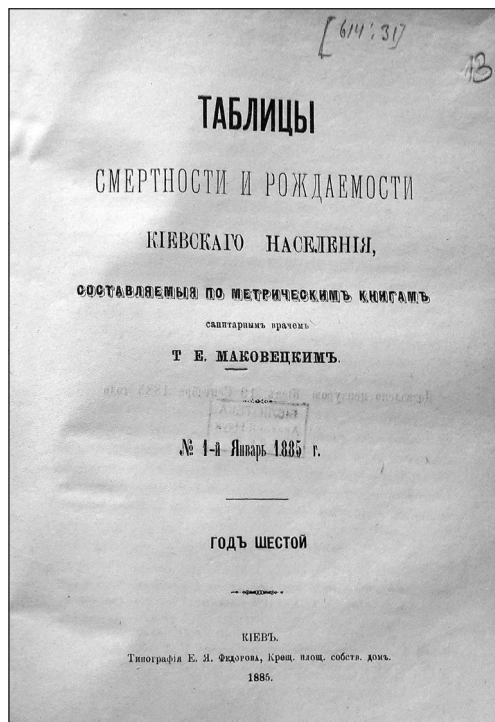 [614:31]
13
ТАБЛИЦЫ
СМЕРТНОСТИ И РОЖДАЕМОСТИ
КІЕВСКАГО НАСЕЛЕНІЯ,
СОСТАВЛЯЕМЫЯ ПО МЕТРИЧЕСКИМЪ КНИГАМЪ
санитарнымъ врачемъ
Т Е. МАКОВЕЦКИМЪ.
№ 1-й Январь 1885 г.
ГОДЪ ШЕСТОЙ
КІЕВЪ.
Типографія Е. Я. Федорова, Крещ. площ. собств. домъ.
1885.